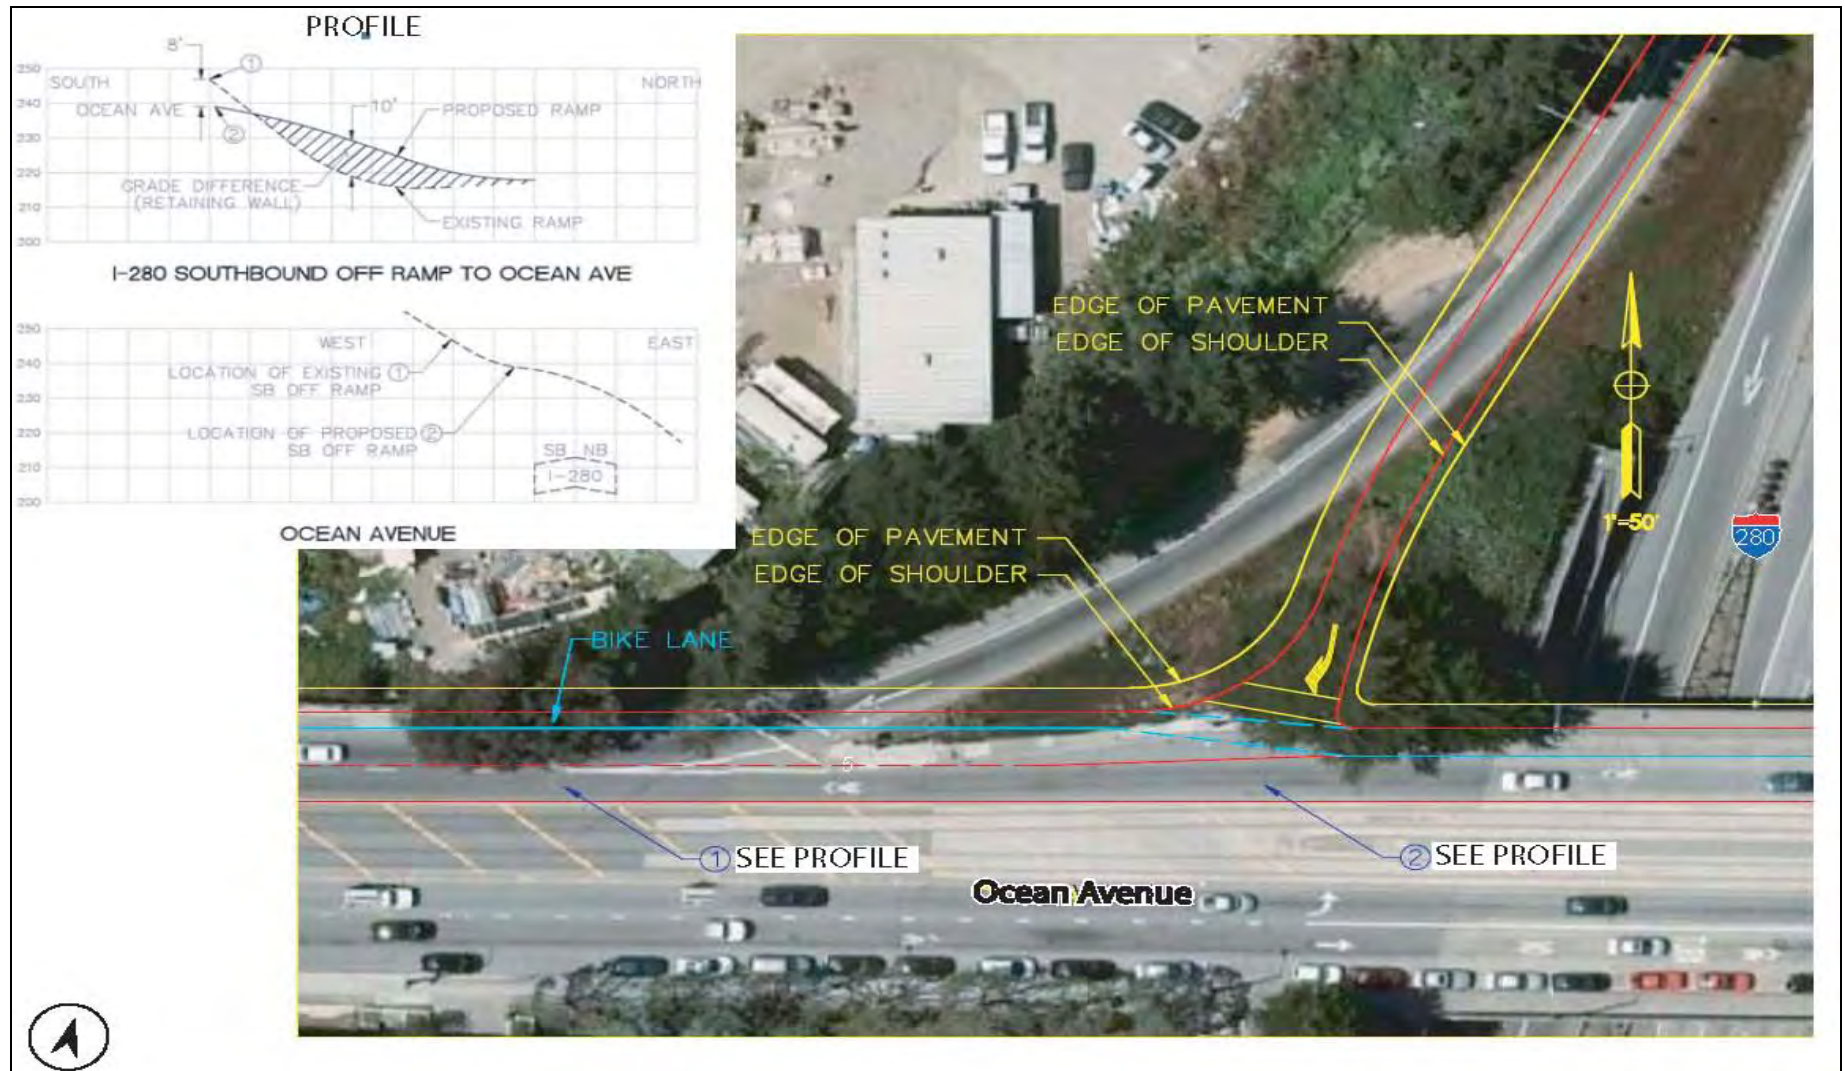 PROFILE
8'
①
250
SOUTH
NORTH
240
OCEAN AVE
②
10'
PROPOSED RAMP
230
220
GRADE DIFFERENCE
(RETAINING WALL)
210
EXISTING RAMP
200
I-280 SOUTHBOUND OFF RAMP TO OCEAN AVE
250
WEST
EAST
240
LOCATION OF EXISTING ①
SB OFF RAMP
230
220
LOCATION OF PROPOSED ②
SB OFF RAMP
SB NB
210
I-280
200
OCEAN AVENUE
EDGE OF PAVEMENT
EDGE OF SHOULDER
1"=50'
280
EDGE OF PAVEMENT
EDGE OF SHOULDER
BIKE LANE
5
① SEE PROFILE
② SEE PROFILE
Ocean Avenue